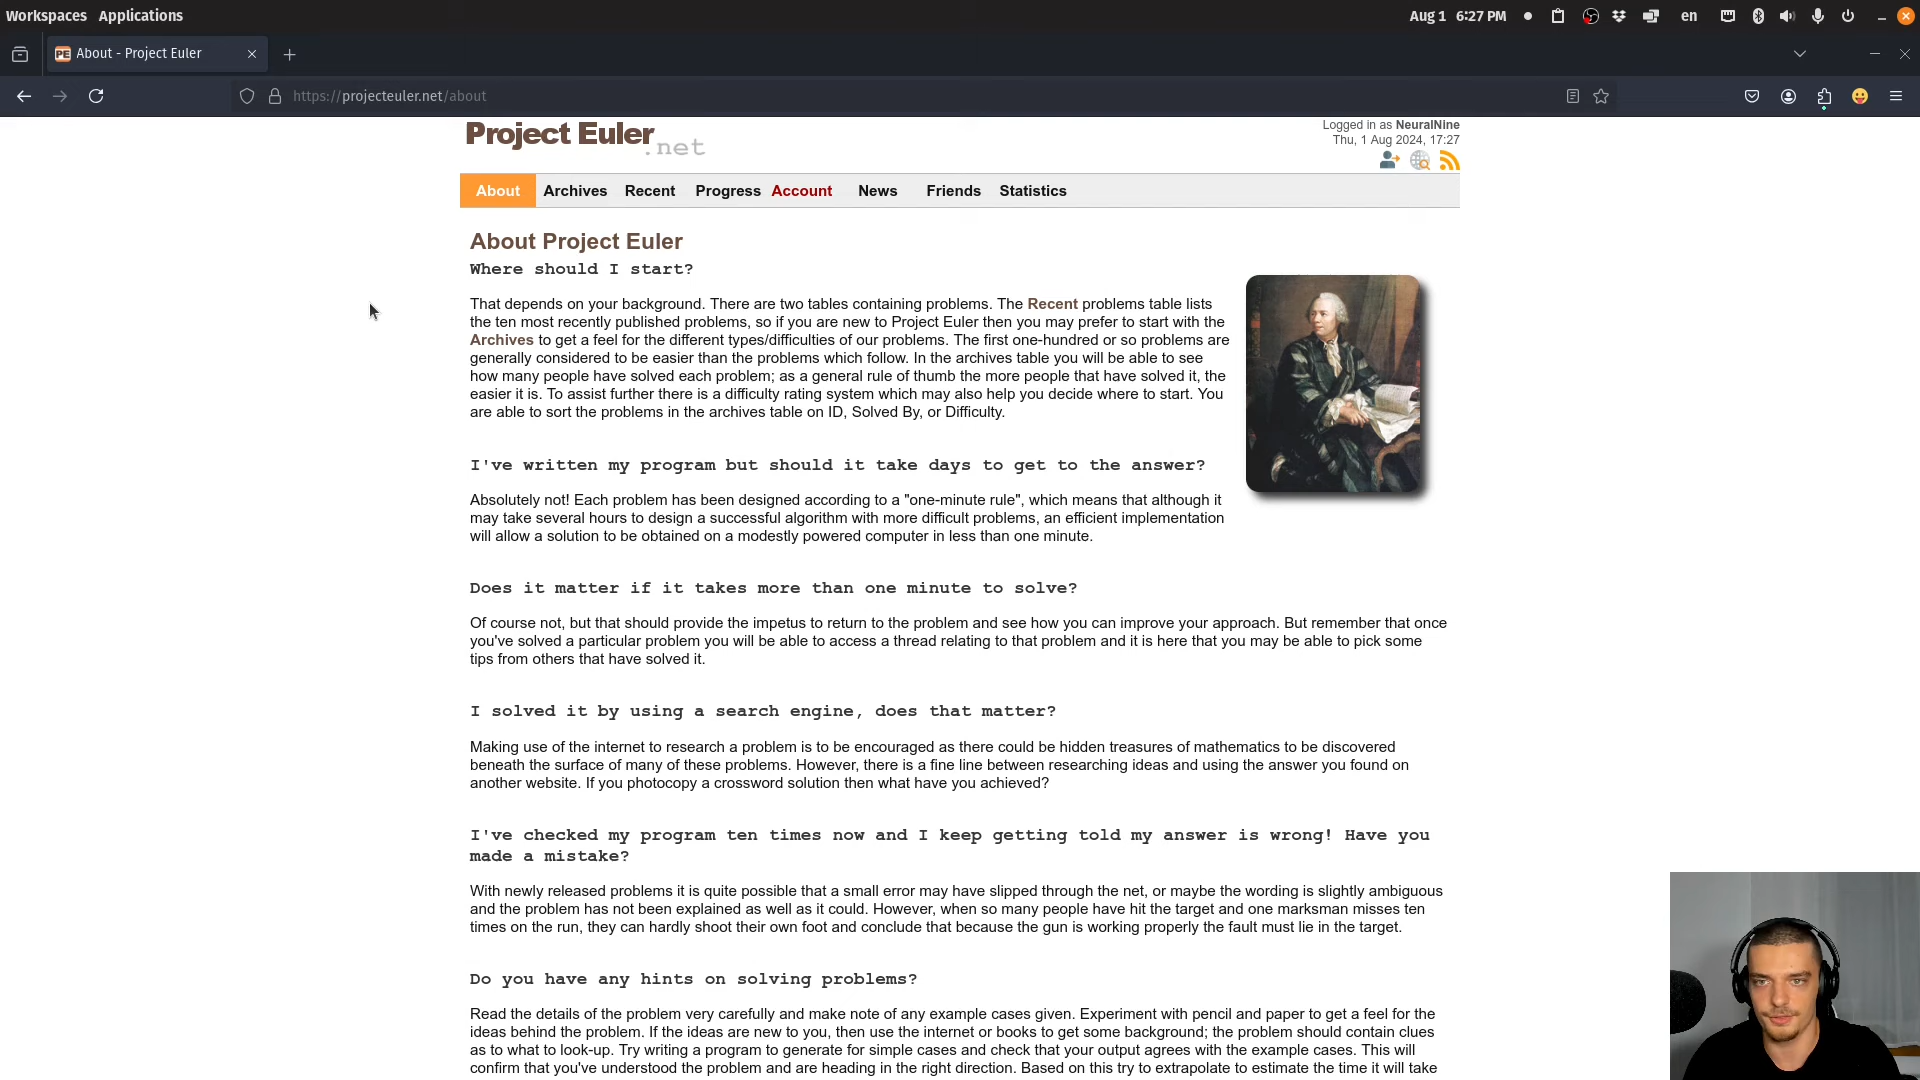 Workspaces Applications
Aug 1 6:27 PM
en
PE About - Project Euler
https://projecteuler.net/about
Project Euler
.net
Logged in as NeuralNine
Thu, 1 Aug 2024, 17:27
About Archives Recent Progress Account News Friends Statistics
About Project Euler
Where should I start?
That depends on your background. There are two tables containing problems. The Recent problems table lists
the ten most recently published problems, so if you are new to Project Euler then you may prefer to start with the
Archives to get a feel for the different types/difficulties of our problems. The first one-hundred or so problems are
generally considered to be easier than the problems which follow. In the archives table you will be able to see
how many people have solved each problem; as a general rule of thumb the more people that have solved it, the
easier it is. To assist further there is a difficulty rating system which may also help you decide where to start. You
are able to sort the problems in the archives table on ID, Solved By, or Difficulty.
I've written my program but should it take days to get to the answer?
Absolutely not! Each problem has been designed according to a "one-minute rule", which means that although it
may take several hours to design a successful algorithm with more difficult problems, an efficient implementation
will allow a solution to be obtained on a modestly powered computer in less than one minute.
Does it matter if it takes more than one minute to solve?
Of course not, but that should provide the impetus to return to the problem and see how you can improve your approach. But remember that once
you've solved a particular problem you will be able to access a thread relating to that problem and it is here that you may be able to pick some
tips from others that have solved it.
I solved it by using a search engine, does that matter?
Making use of the internet to research a problem is to be encouraged as there could be hidden treasures of mathematics to be discovered
beneath the surface of many of these problems. However, there is a fine line between researching ideas and using the answer you found on
another website. If you photocopy a crossword solution then what have you achieved?
I've checked my program ten times now and I keep getting told my answer is wrong! Have you
made a mistake?
With newly released problems it is quite possible that a small error may have slipped through the net, or maybe the wording is slightly ambiguous
and the problem has not been explained as well as it could. However, when so many people have hit the target and one marksman misses ten
times on the run, they can hardly shoot their own foot and conclude that because the gun is working properly the fault must lie in the target.
Do you have any hints on solving problems?
Read the details of the problem very carefully and make note of any example cases given. Experiment with pencil and paper to get a feel for the
ideas behind the problem. If the ideas are new to you, then use the internet or books to get some background; the problem should contain clues
as to what to look-up. Try writing a program to generate for simple cases and check that your output agrees with the example cases. This will
confirm that you've understood the problem and are heading in the right direction. Based on this try to extrapolate to estimate the time it will take